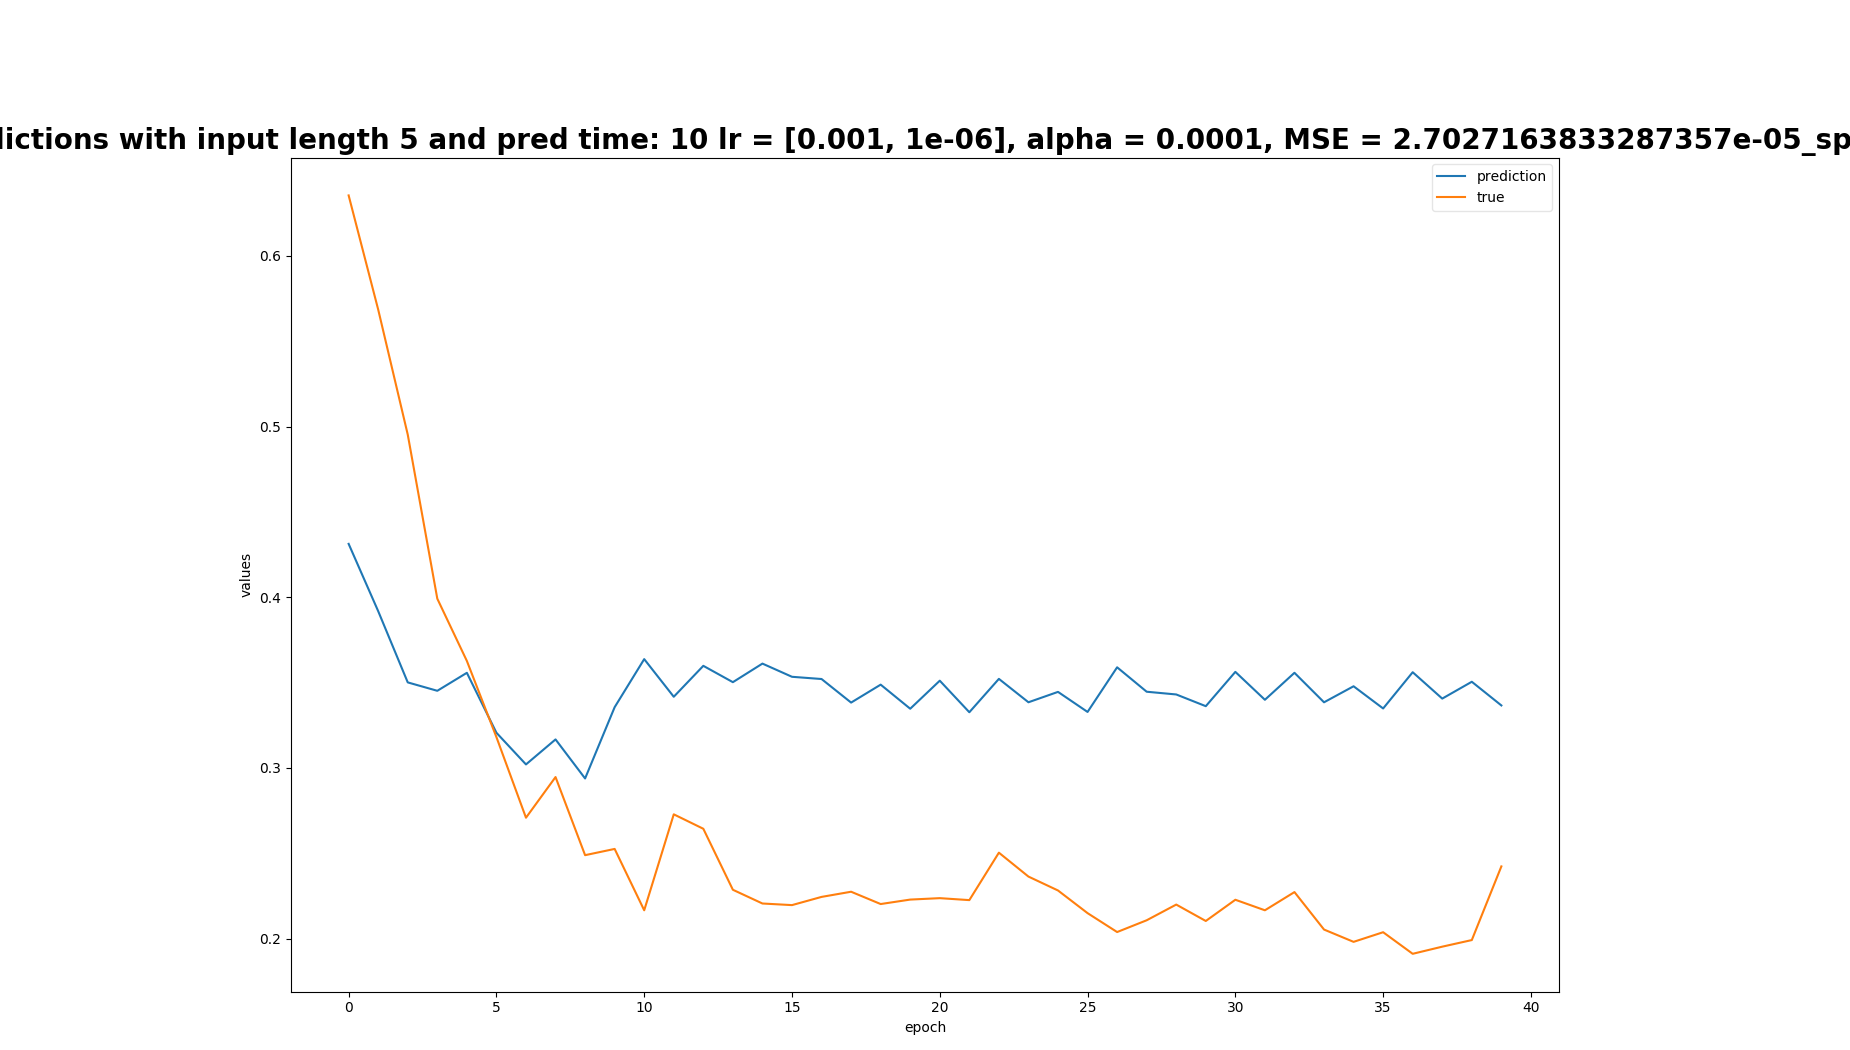 with input length 5 and pred time: 10 lr = [0.001, 1e-06], alpha = 0.0001, MSE = 2.7027163833287357e-05_sp
prediction
true
0.6
0.5
0.4
0.3
0.2
values
0 5 10 15 20 25 30 35 40
epoch